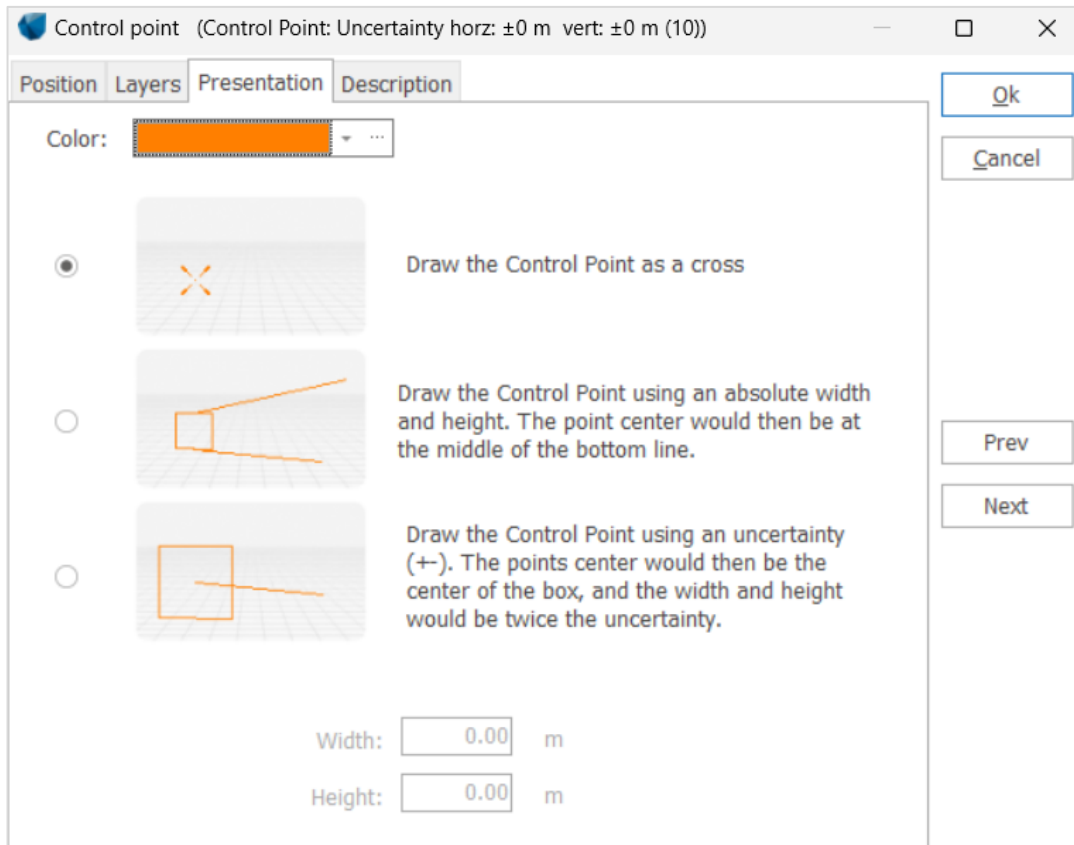 Control point (Control Point: Uncertainty horz: ±0 m vert: ±0 m (10))
Position Layers Presentation Description
Ok
Color:
Cancel
Draw the Control Point as a cross
Draw the Control Point using an absolute width
and height. The point center would then be at
the middle of the bottom line.
Prev
Next
Draw the Control Point using an uncertainty
(+-). The points center would then be the
center of the box, and the width and height
would be twice the uncertainty.
Width: 0.00 m
Height: 0.00 m